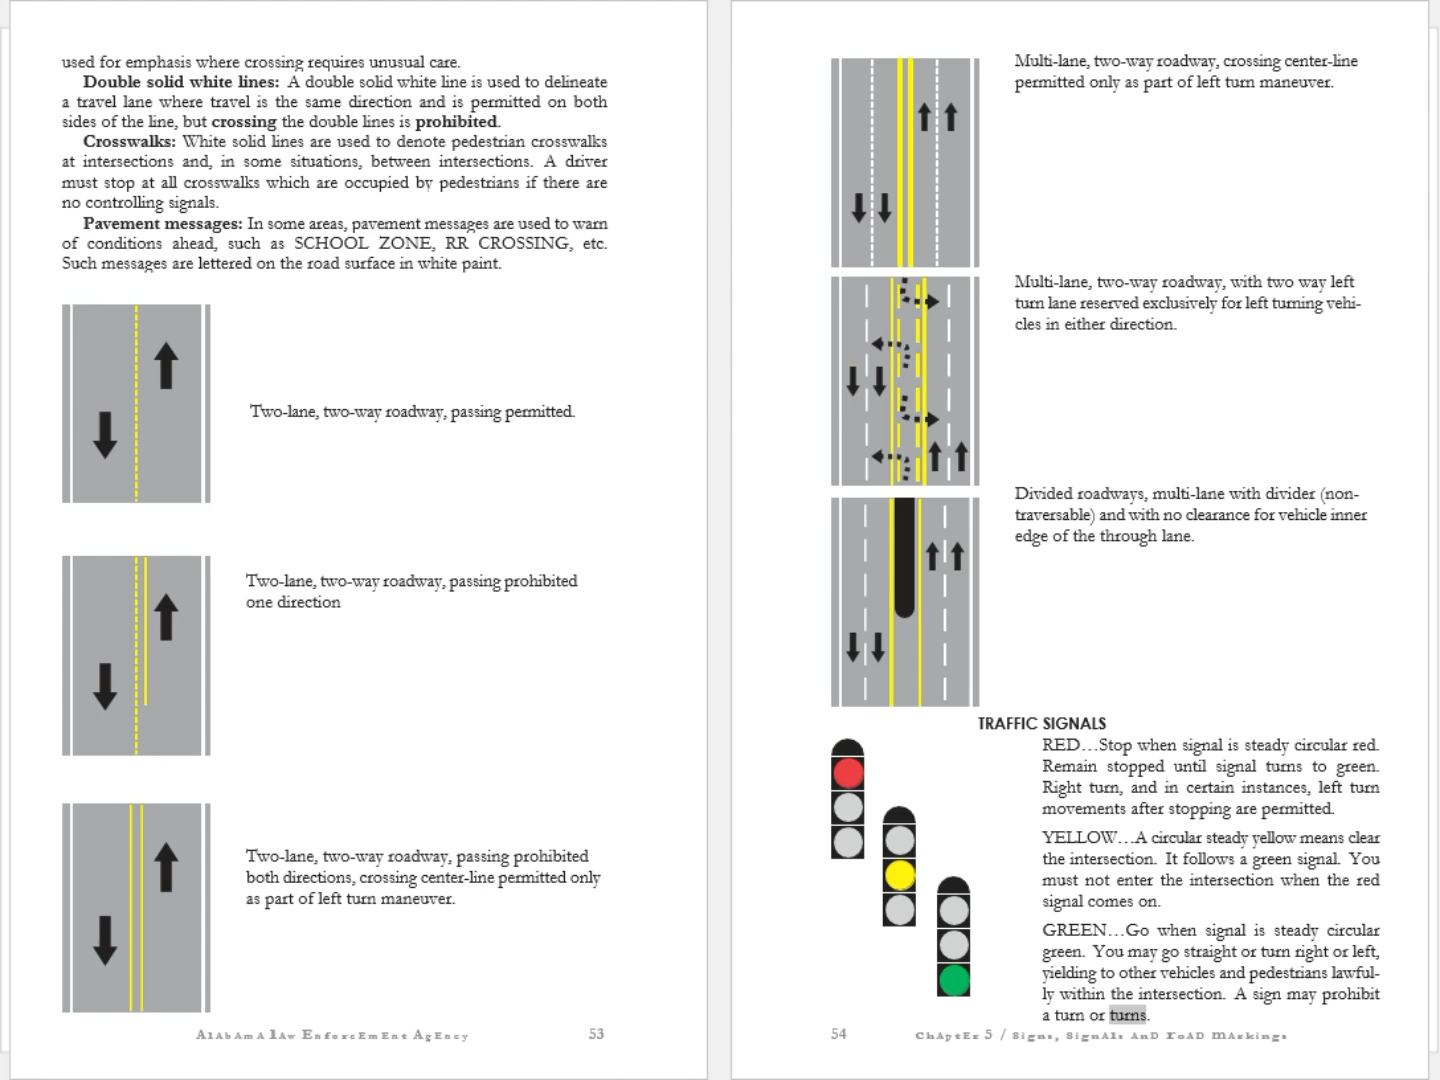 used for emphasis where crossing requires unusual care.
Double solid white lines: A double solid white line is used to delineate
a travel lane where travel is the same direction and is permitted on both
sides of the line, but crossing the double lines is prohibited.
Crosswalks: White solid lines are used to denote pedestrian crosswalks
at intersections and, in some situations, between intersections. A driver
must stop at all crosswalks which are occupied by pedestrians if there are
no controlling signals.
Pavement messages: In some areas, pavement messages are used to warn
of conditions ahead, such as SCHOOL ZONE, RR CROSSING, etc.
Such messages are lettered on the road surface in white paint.
Two-lane, two-way roadway, passing permitted.
Two-lane, two-way roadway, passing prohibited
one direction
Two-lane, two-way roadway, passing prohibited
both directions, crossing center-line permitted only
as part of left turn maneuver.
AlAbAmA lAw EnforcEmEnt AgEncy 53
Multi-lane, two-way roadway, crossing center-line
permitted only as part of left turn maneuver.
Multi-lane, two-way roadway, with two way left
turn lane reserved exclusively for left turning vehi-
cles in either direction.
Divided roadways, multi-lane with divider (non-
traversable) and with no clearance for vehicle inner
edge of the through lane.
TRAFFIC SIGNALS
RED…Stop when signal is steady circular red.
Remain stopped until signal turns to green.
Right turn, and in certain instances, left turn
movements after stopping are permitted.
YELLOW…A circular steady yellow means clear
the intersection. It follows a green signal. You
must not enter the intersection when the red
signal comes on.
GREEN…Go when signal is steady circular
green. You may go straight or turn right or left,
yielding to other vehicles and pedestrians lawful-
ly within the intersection. A sign may prohibit
a turn or turns.
54 ChAptEr 5 / Signs, SignAls AnD roAD mArkings